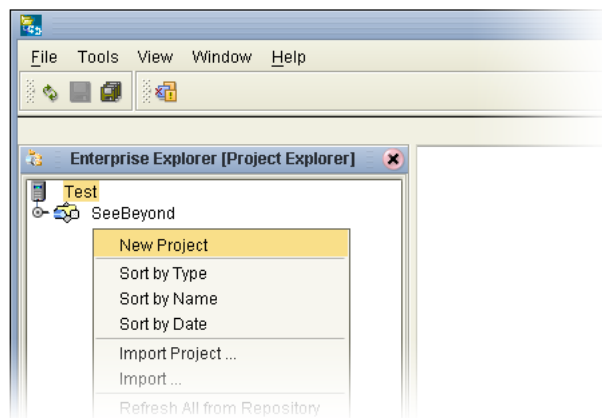 File Tools View Window Help
Enterprise Explorer [Project Explorer]
Test
SeeBeyond
New Project
Sort by Type
Sort by Name
Sort by Date
Import Project ...
Import ...
Refresh All from Repository